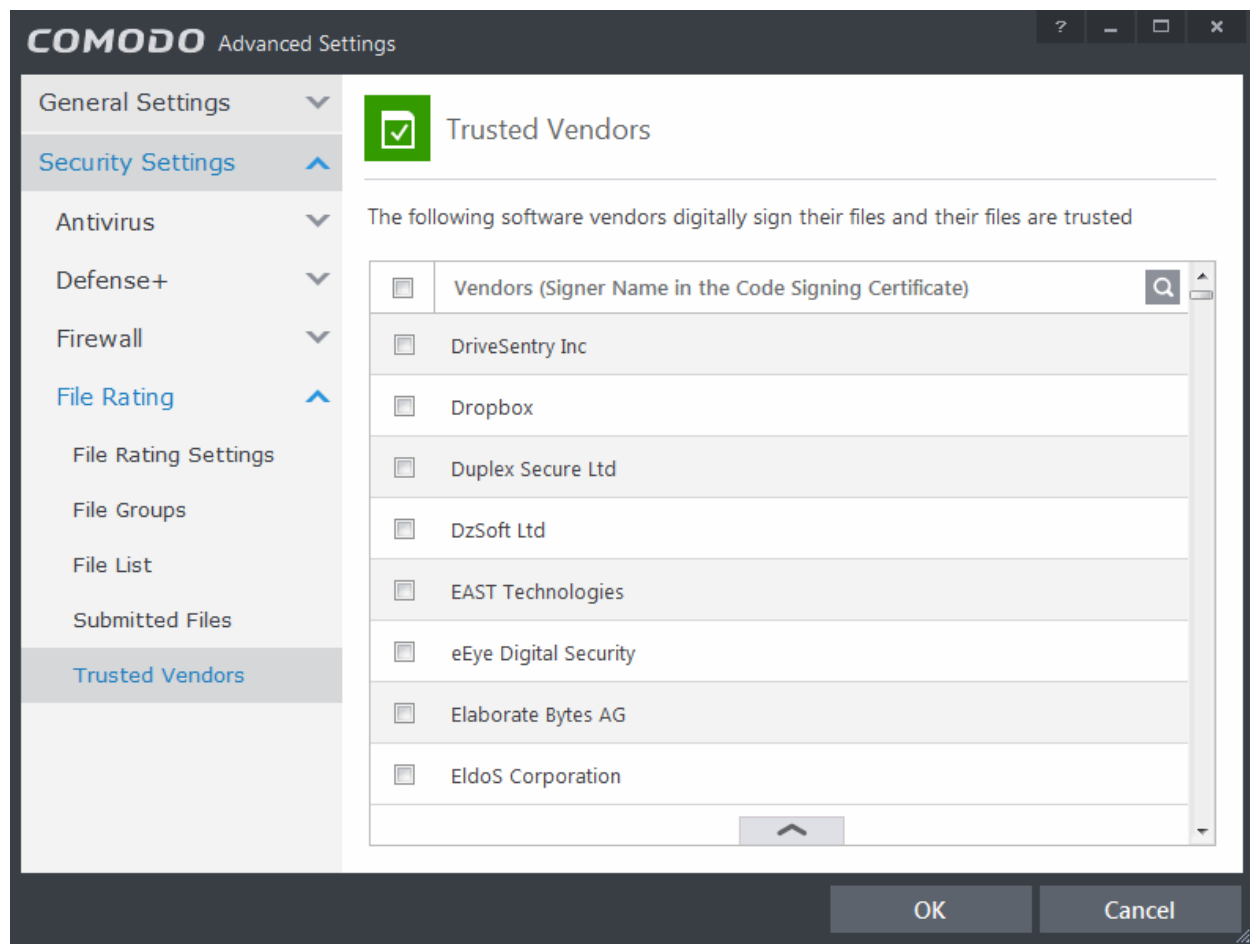 COMODO Advanced Settings
?
General Settings
Security Settings
Antivirus
Defense+
Firewall
File Rating
File Rating Settings
File Groups
File List
Submitted Files
Trusted Vendors
Trusted Vendors
The following software vendors digitally sign their files and their files are trusted
Vendors (Signer Name in the Code Signing Certificate)
DriveSentry Inc
Dropbox
Duplex Secure Ltd
DzSoft Ltd
EAST Technologies
eEye Digital Security
Elaborate Bytes AG
EldoS Corporation
OK
Cancel